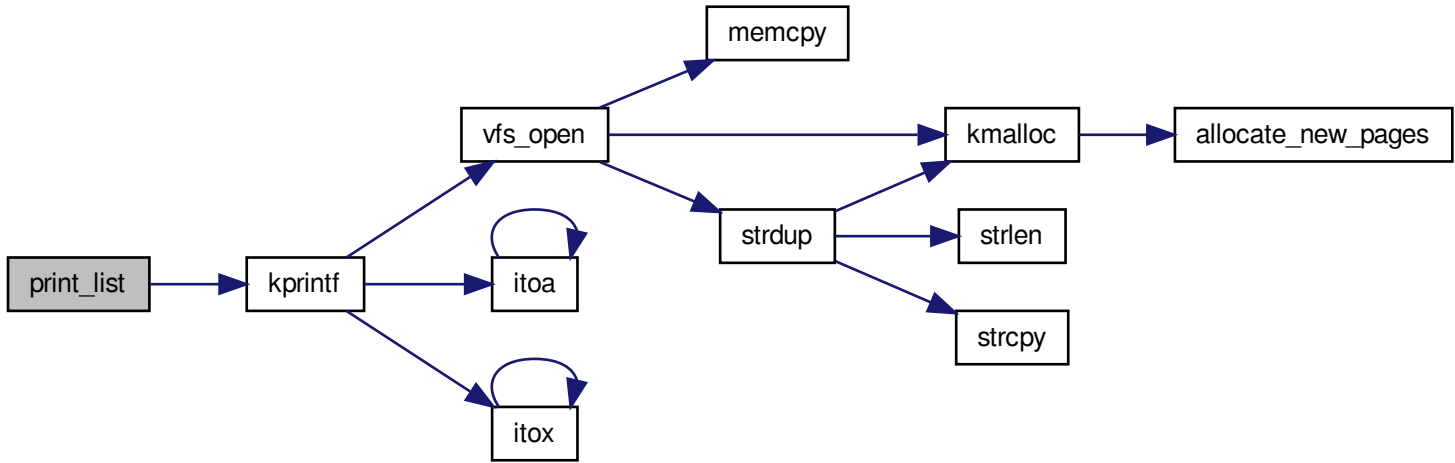 memcpy
vfs_open
kmalloc
allocate_new_pages
strdup
strlen
print_list
kprintf
itoa
strcpy
itox